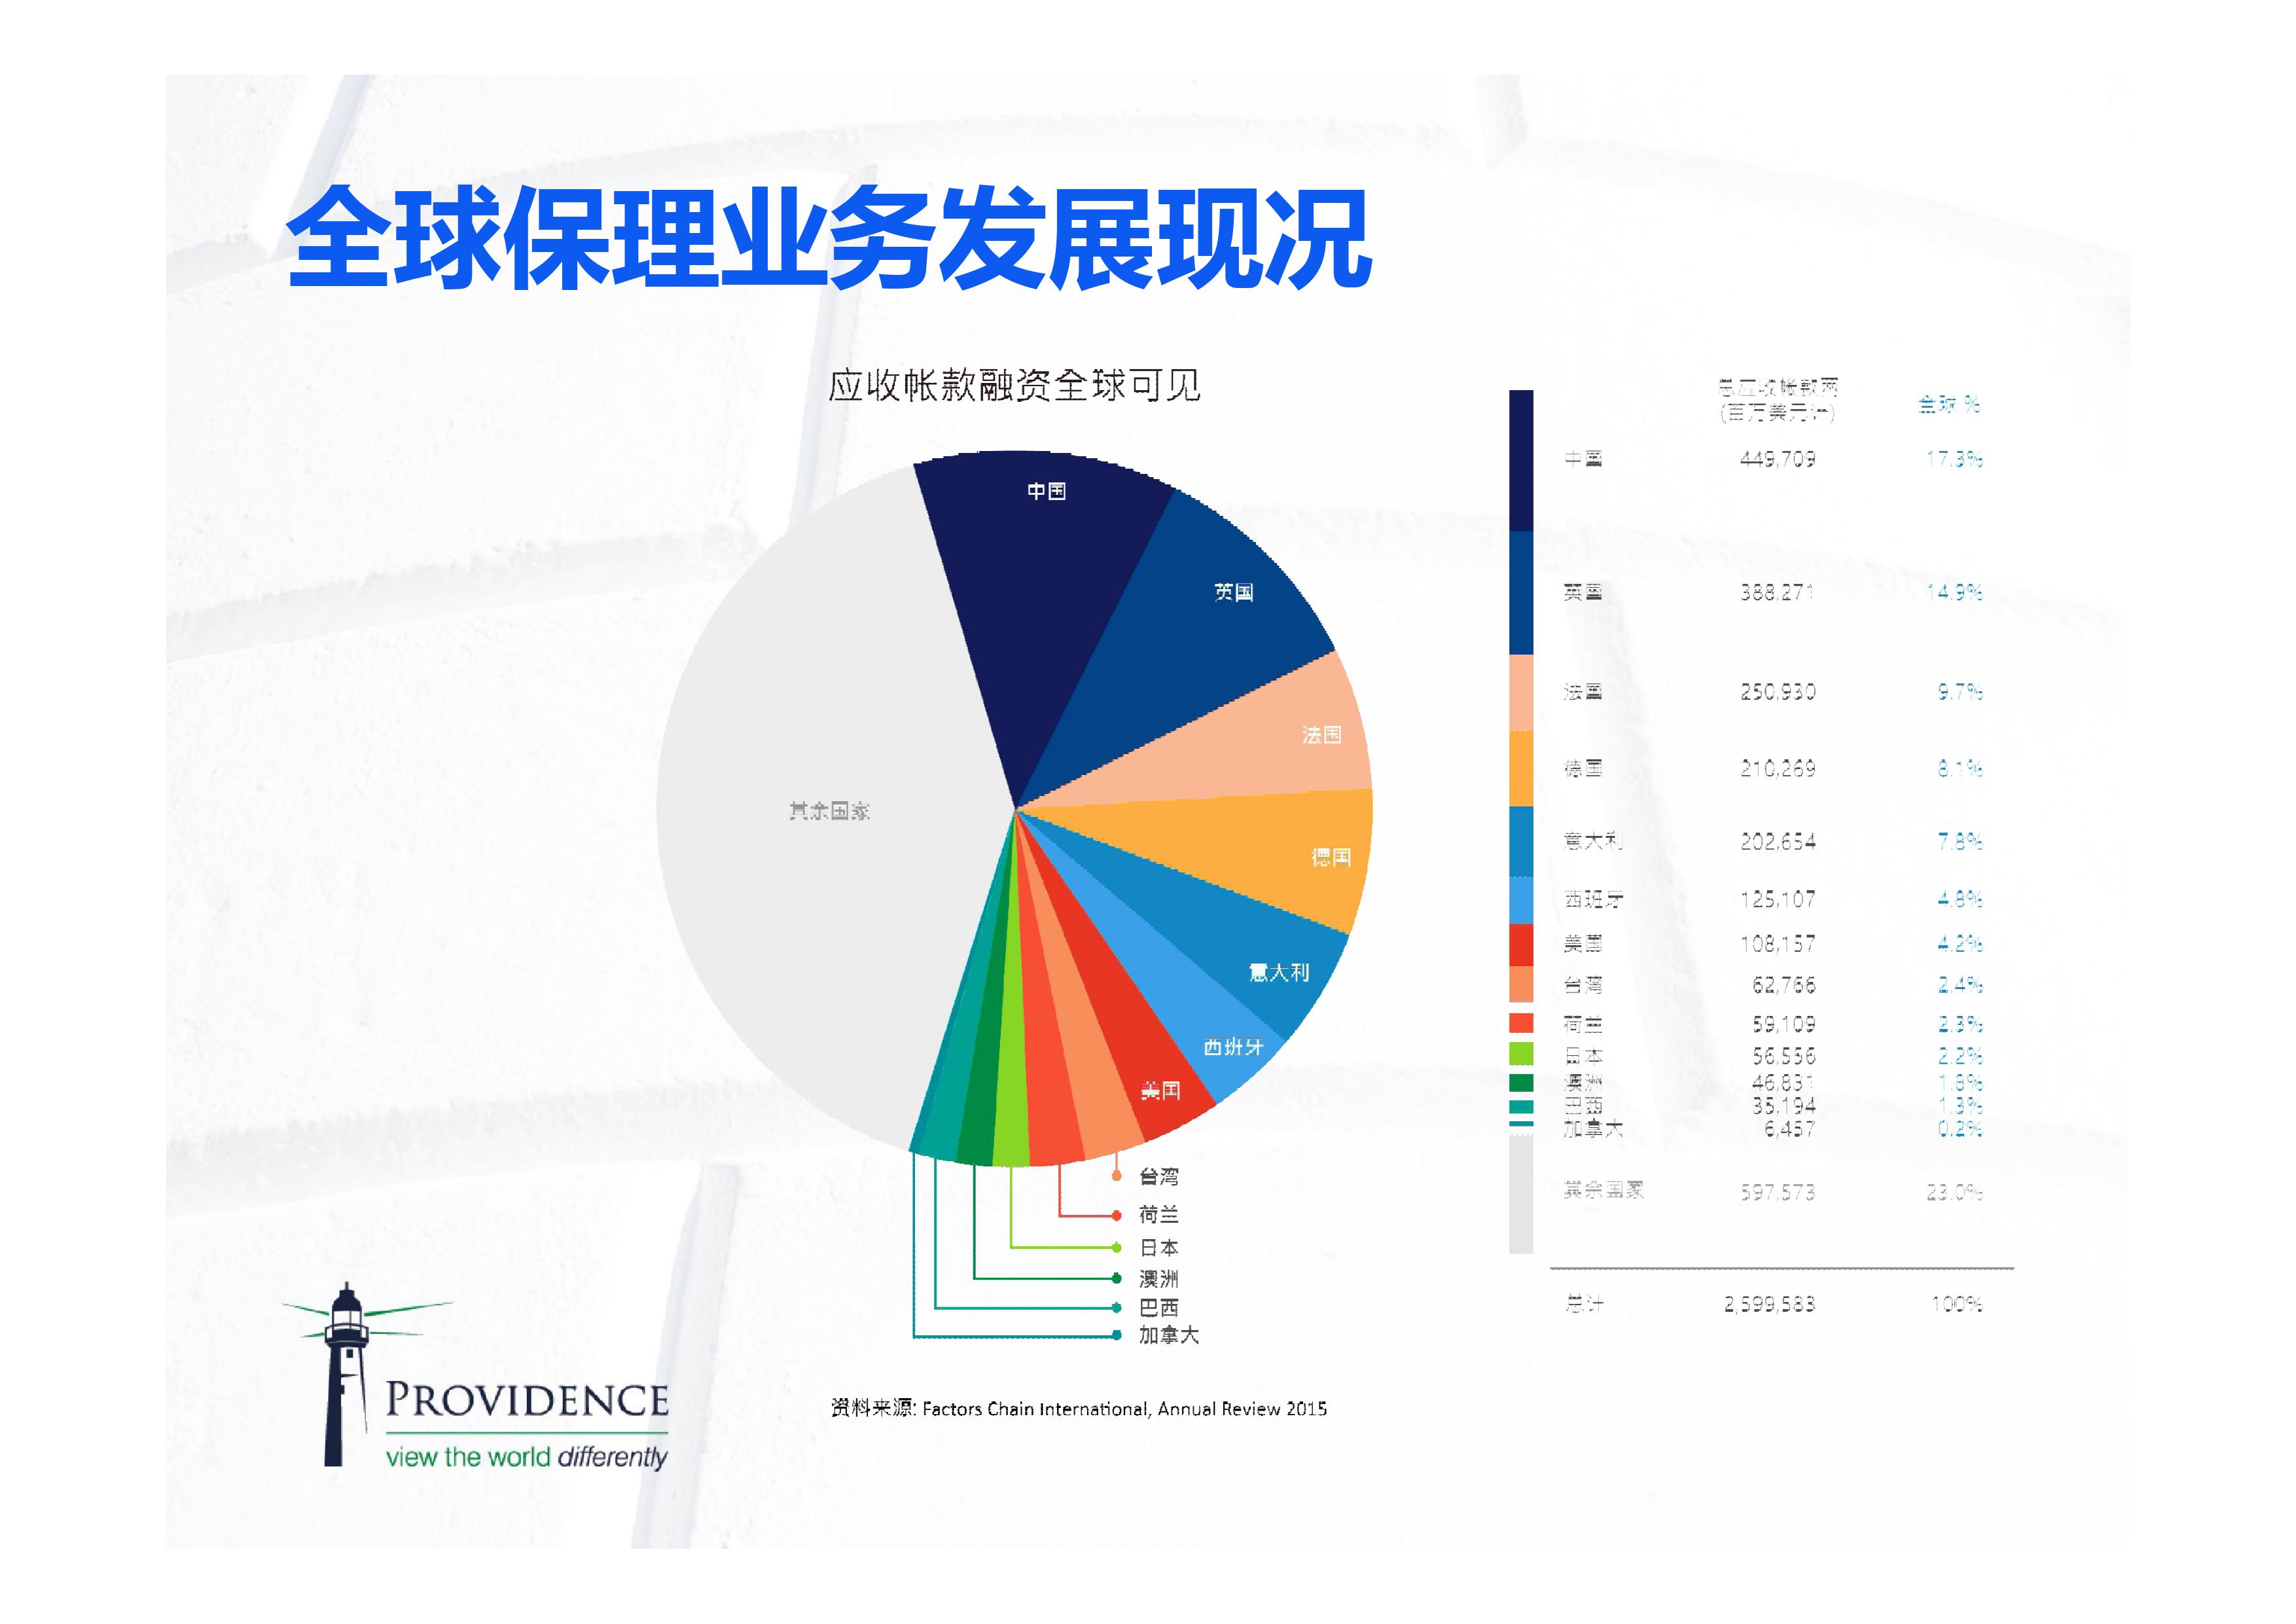 全球保理业务发展现况
应收帐款融资全球可见
中国
英国
法国
德国
意大利
西班牙
美国
其余国家
台湾
荷兰
日本
澳洲
巴西
加拿大
(百万美元计)
全球 %
中国 449,709 17.3%
英国 388,271 14.9%
法国 250,930 9.7%
德国 210,269 8.1%
意大利 202,654 7.8%
西班牙 125,107 4.8%
美国 108,157 4.2%
台湾 62,766 2.4%
荷兰 59,109 2.3%
日本 56,556 2.2%
澳洲 46,831 1.8%
巴西 35,194 1.3%
加拿大 6,457 0.2%
其余国家 597,573 23.0%
总计 2,599,583 100%
PROVIDENCE
view the world differently
資料来源: Factors Chain International, Annual Review 2015